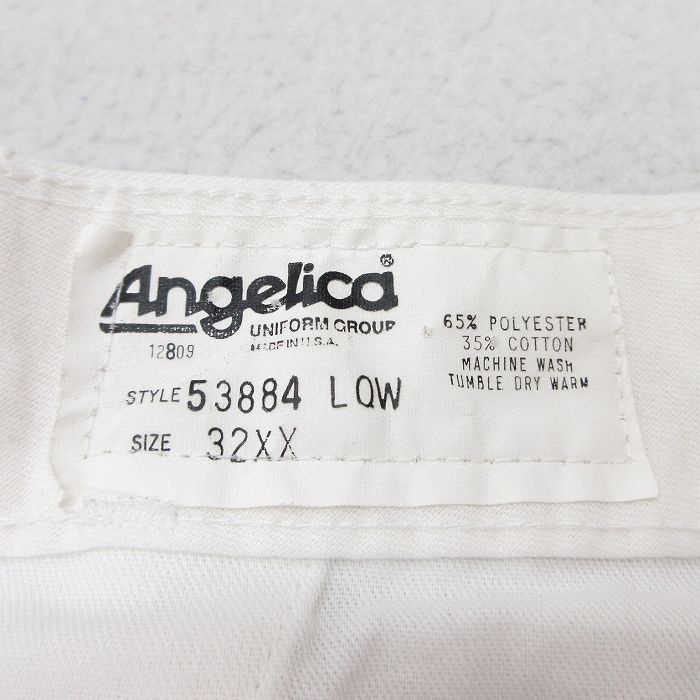 Angelica®
UNIFORM GROUP
MADE IN U.S.A.
12809
STYLE 53884 LQW
SIZE 32XX
65% POLYESTER
35% COTTON
MACHINE WASH
TUMBLE DRY WARM